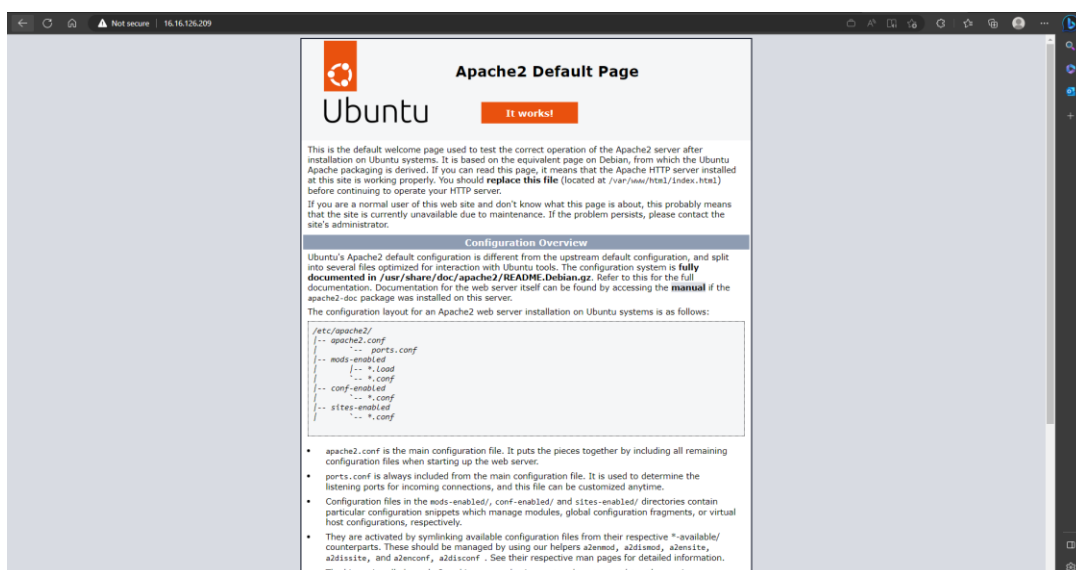 Not secure | 16.16.126.209
Apache2 Default Page
Ubuntu
It works!
This is the default welcome page used to test the correct operation of the Apache2 server after
installation on Ubuntu systems. It is based on the equivalent page on Debian, from which the Ubuntu
Apache packaging is derived. If you can read this page, it means that the Apache HTTP server installed
at this site is working properly. You should replace this file (located at /var/www/html/index.html)
before continuing to operate your HTTP server.
If you are a normal user of this web site and don't know what this page is about, this probably means
that the site is currently unavailable due to maintenance. If the problem persists, please contact the
site's administrator.
Configuration Overview
Ubuntu's Apache2 default configuration is different from the upstream default configuration, and split
into several files optimized for interaction with Ubuntu tools. The configuration system is fully
documented in /usr/share/doc/apache2/README.Debian.gz. Refer to this for the full
documentation. Documentation for the web server itself can be found by accessing the manual if the
apache2-doc package was installed on this server.
The configuration layout for an Apache2 web server installation on Ubuntu systems is as follows:
/etc/apache2/
|-- apache2.conf
|       `-- ports.conf
|-- mods-enabled
|       |-- *.load
|       `-- *.conf
|-- conf-enabled
|       `-- *.conf
|-- sites-enabled
|       `-- *.conf
• apache2.conf is the main configuration file. It puts the pieces together by including all remaining
configuration files when starting up the web server.
• ports.conf is always included from the main configuration file. It is used to determine the
listening ports for incoming connections, and this file can be customized anytime.
• Configuration files in the mods-enabled/, conf-enabled/ and sites-enabled/ directories contain
particular configuration snippets which manage modules, global configuration fragments, or virtual
host configurations, respectively.
• They are activated by symlinking available configuration files from their respective *-available/
counterparts. These should be managed by using our helpers a2enmod, a2dismod, a2ensite,
a2dissite, and a2enconf, a2disconf . See their respective man pages for detailed information.